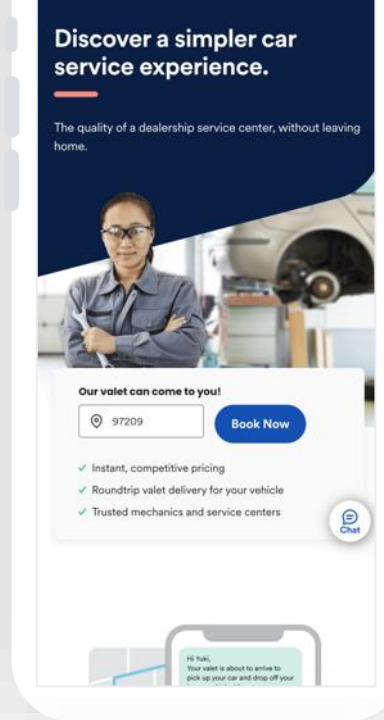 Discover a simpler car
service experience.
The quality of a dealership service center, without leaving
home.
Our valet can come to you!
97209
Book Now
Instant, competitive pricing
Roundtrip valet delivery for your vehicle
Trusted mechanics and service centers
Chat
Hi Yuki,
Your valet is about to arrive to
pick up your car and drop off your